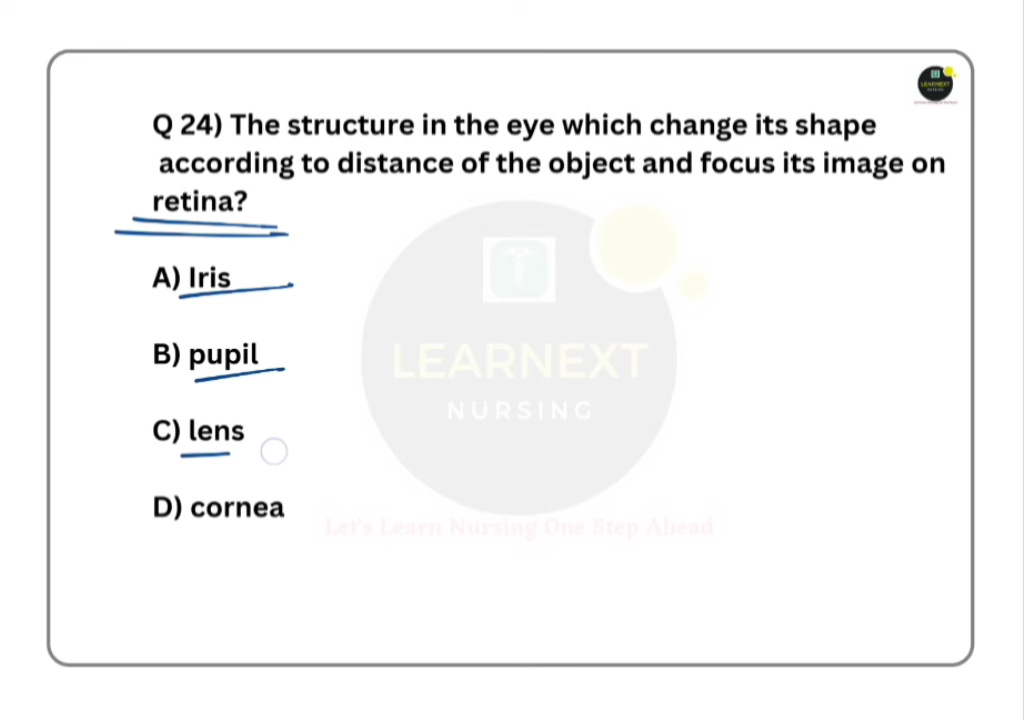 LEARNEXT
Q 24) The structure in the eye which change its shape
according to distance of the object and focus its image on
retina?
A) Iris
B) pupil
C) lens
D) cornea
LEARNEXT
NURSING
Let's Learn Nursing One Step Ahead